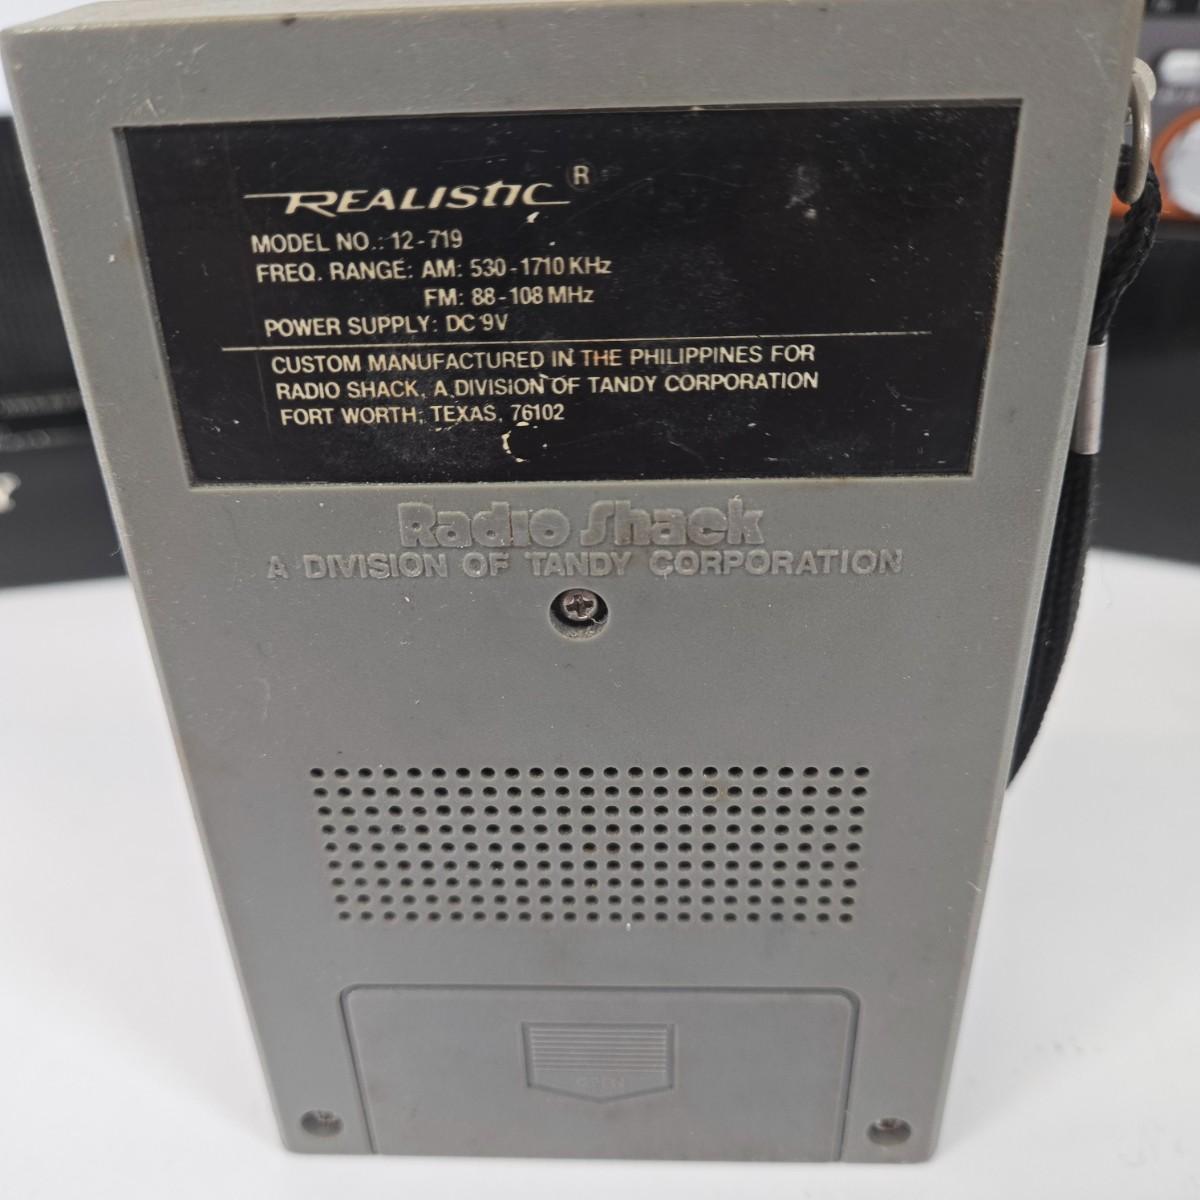 REALISTIC®
MODEL NO.: 12-719
FREQ. RANGE: AM: 530-1710 KHz
FM: 88-108 MHz
POWER SUPPLY: DC 9V
CUSTOM MANUFACTURED IN THE PHILIPPINES FOR
RADIO SHACK, A DIVISION OF TANDY CORPORATION
FORT WORTH, TEXAS, 76102
Radio Shack
A DIVISION OF TANDY CORPORATION
OPEN